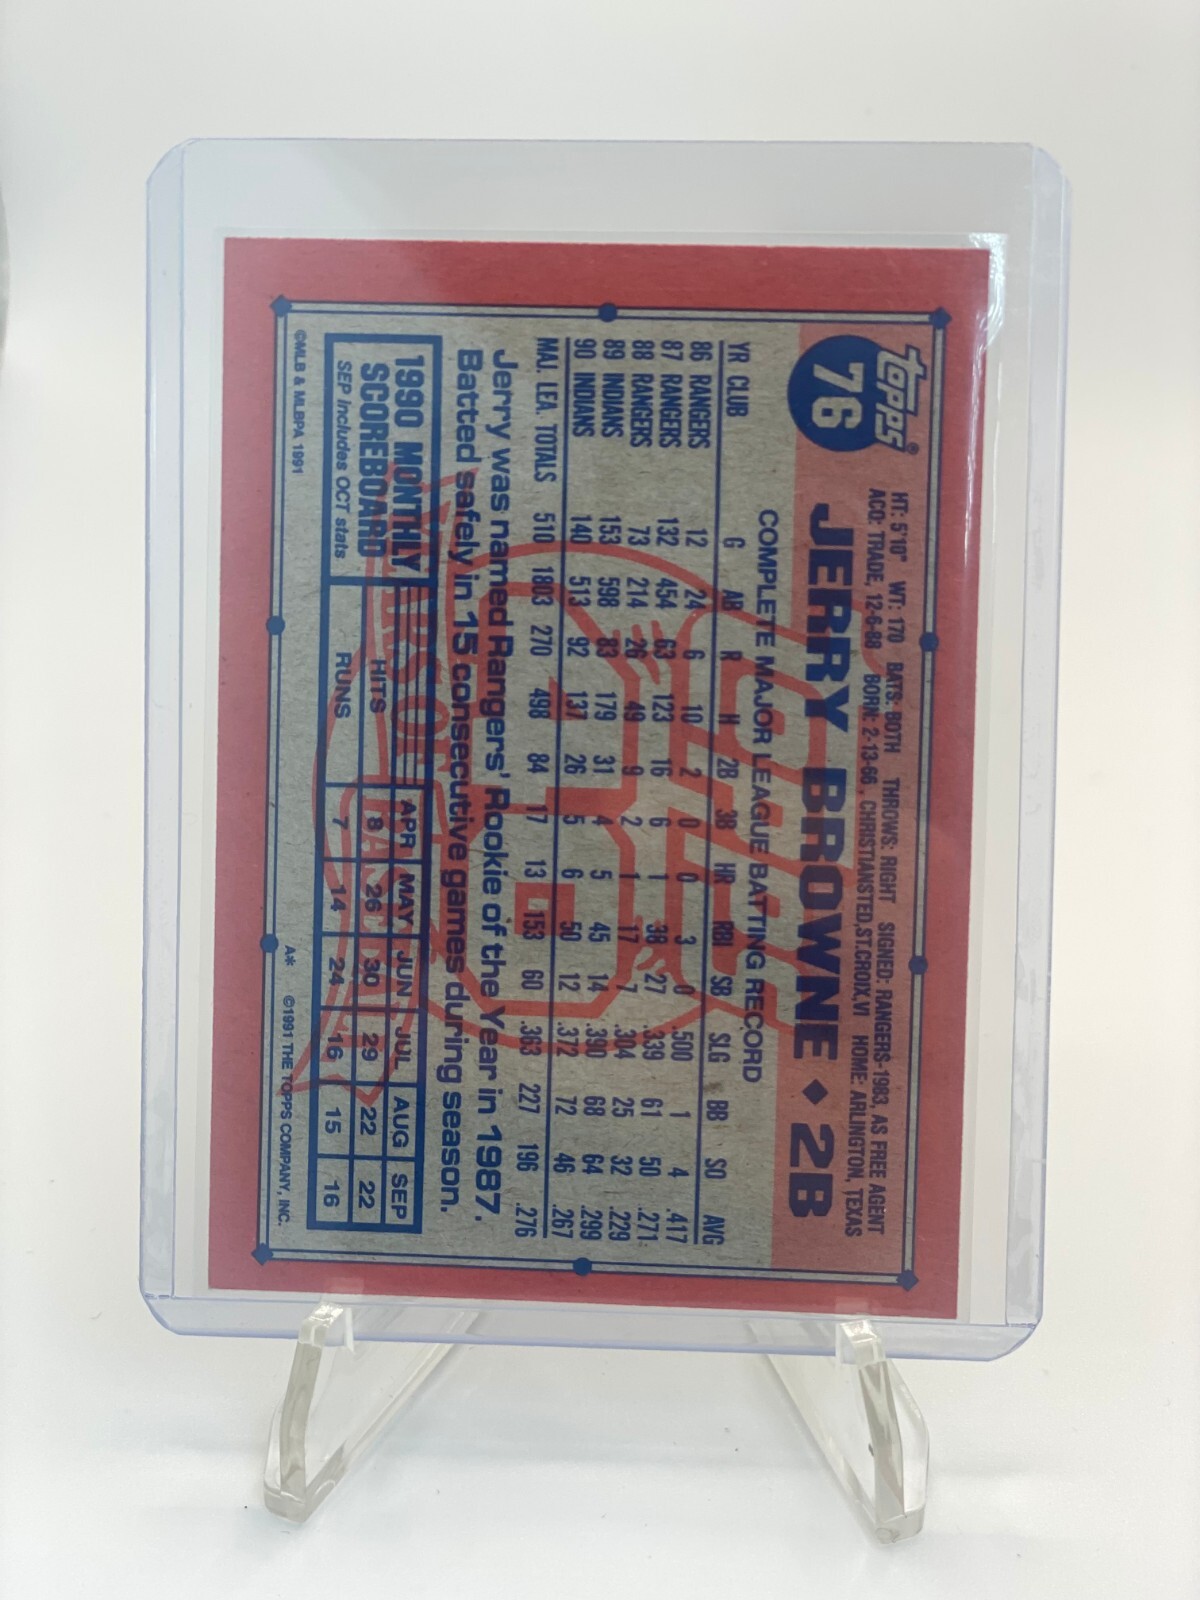 topps®
76
HT: 5'10" WT: 170 BATS: BOTH THROWS: RIGHT SIGNED: RANGERS-1983, AS FREE AGENT
ACQ: TRADE, 12-6-88 BORN: 2-13-66, CHRISTIANSTED,ST.CROIX,VI HOME: ARLINGTON, TEXAS
JERRY BROWNE ♦ 2B
COMPLETE MAJOR LEAGUE BATTING RECORD
YR CLUB G AB R H 2B 3B HR RBI SB SLG BB SO AVG
86 RANGERS 12 24 6 10 2 0 0 3 0 .500 1 4 .417
87 RANGERS 132 454 63 123 16 6 1 38 27 .339 61 50 .271
88 RANGERS 73 214 26 49 9 2 1 17 7 .304 25 32 .229
89 INDIANS 153 598 83 179 31 4 5 45 14 .390 68 64 .299
90 INDIANS 140 513 92 137 26 5 6 50 12 .372 72 46 .267
MAJ. LEA. TOTALS 510 1803 270 498 84 17 13 153 60 .363 227 196 .276
Jerry was named Rangers' Rookie of the Year in 1987.
Batted safely in 15 consecutive games during season.
1990 MONTHLY
SCOREBOARD
SEP includes OCT stats
APR MAY JUN JUL AUG SEP
HITS 8 26 30 29 22 22
RUNS 7 14 24 16 15 16
©MLB & MLBPA 1991
A* ©1991 THE TOPPS COMPANY, INC.